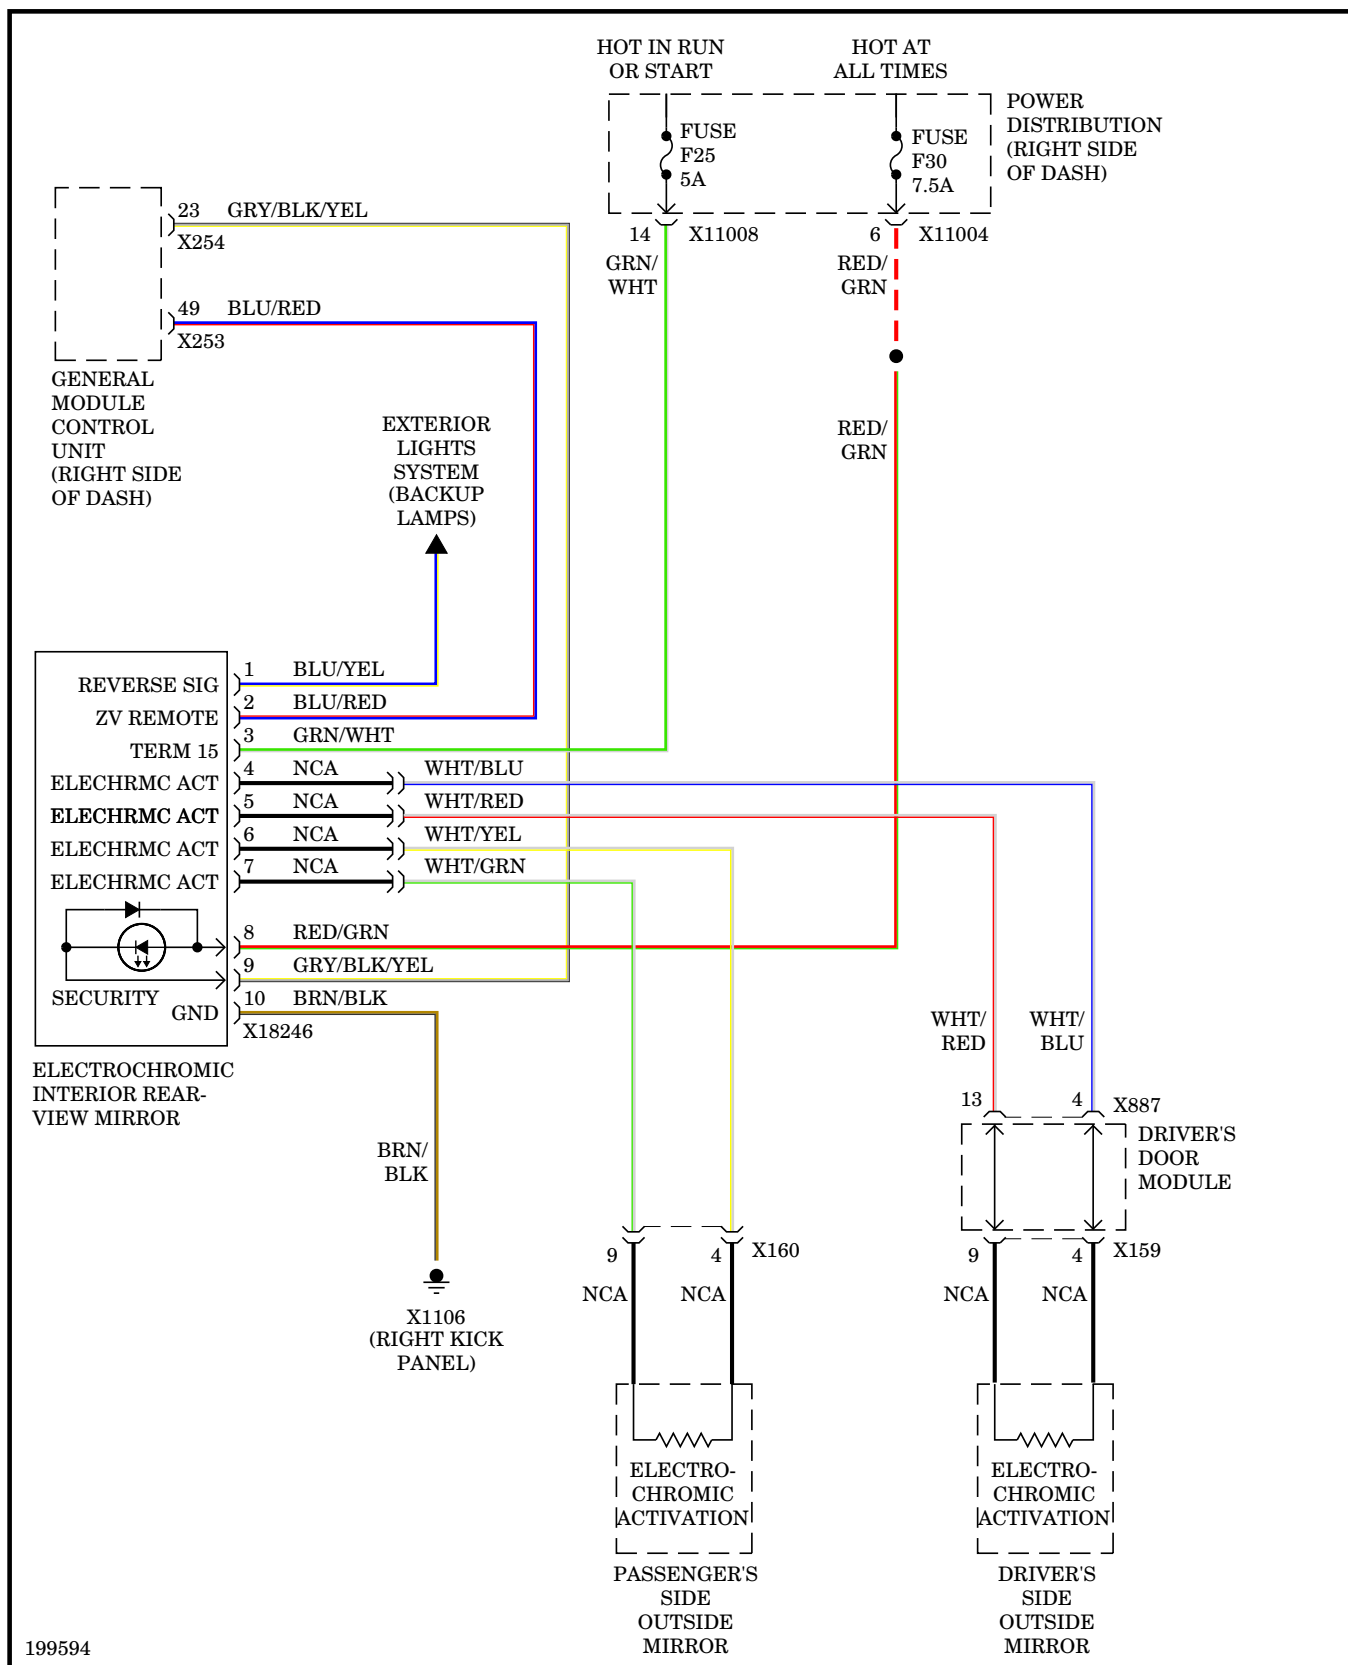 HOT IN RUN
OR START
HOT AT
ALL TIMES
POWER
DISTRIBUTION
(RIGHT SIDE
OF DASH)
FUSE
F25
5A
FUSE
F30
7.5A
23
GRY/BLK/YEL
X254
14
X11008
6
X11004
GRN/
WHT
RED/
GRN
49
BLU/RED
X253
GENERAL
MODULE
CONTROL
UNIT
(RIGHT SIDE
OF DASH)
EXTERIOR
LIGHTS
SYSTEM
(BACKUP
LAMPS)
RED/
GRN
REVERSE SIG
1
BLU/YEL
ZV REMOTE
2
BLU/RED
TERM 15
3
GRN/WHT
ELECHRMC ACT
4
NCA
WHT/BLU
ELECHRMC ACT
5
NCA
WHT/RED
ELECHRMC ACT
6
NCA
WHT/YEL
ELECHRMC ACT
7
NCA
WHT/GRN
8
RED/GRN
9
GRY/BLK/YEL
SECURITY
GND
10
BRN/BLK
X18246
ELECTROCHROMIC
INTERIOR REAR-
VIEW MIRROR
WHT/
RED
WHT/
BLU
13
4
X887
DRIVER'S
DOOR
MODULE
BRN/
BLK
9
4
X160
9
4
X159
NCA
NCA
NCA
NCA
X1106
(RIGHT KICK
PANEL)
ELECTRO-
CHROMIC
ACTIVATION
ELECTRO-
CHROMIC
ACTIVATION
PASSENGER'S
SIDE
OUTSIDE
MIRROR
DRIVER'S
SIDE
OUTSIDE
MIRROR
199594